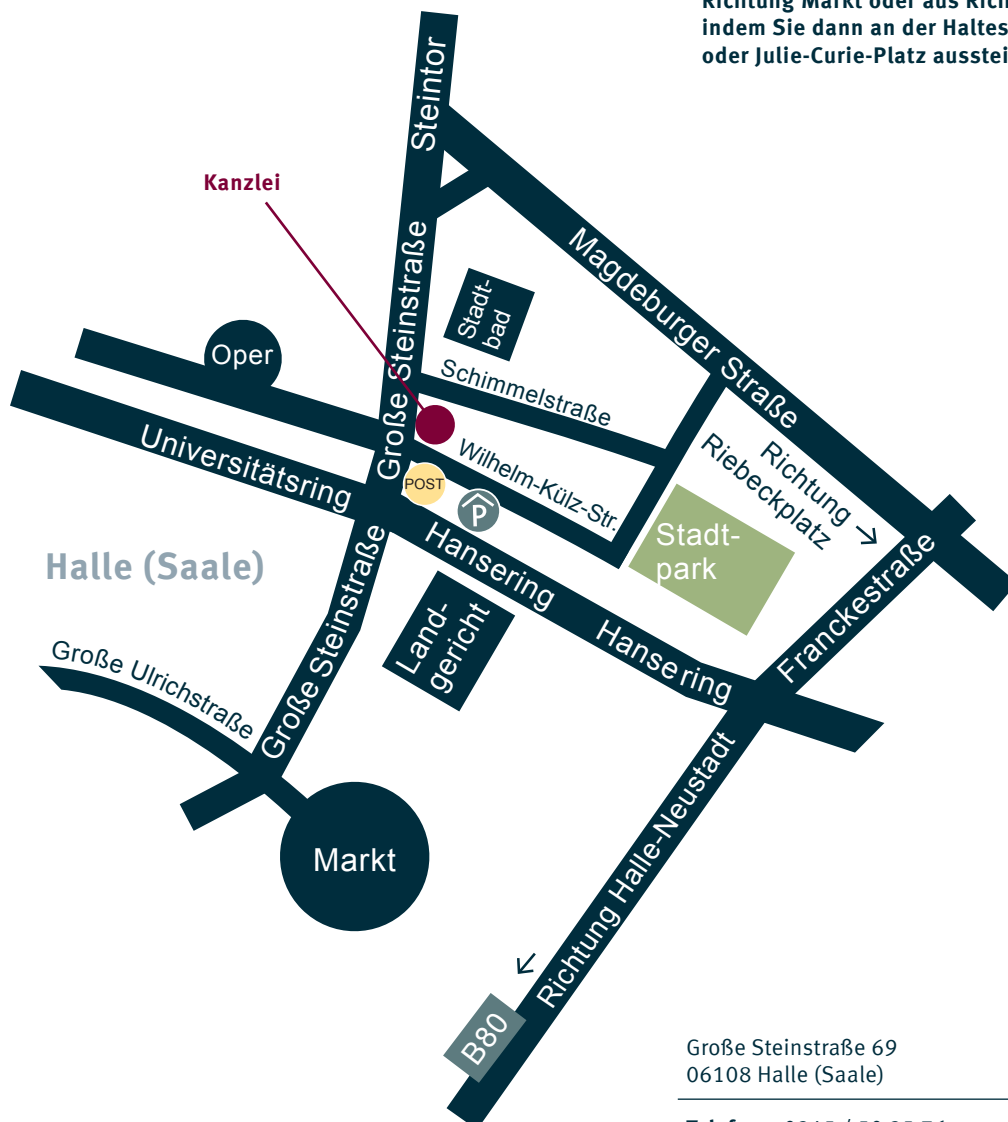 Richtung Markt oder aus Rich
indem Sie dann an der Haltes
oder Julie-Curie-Platz ausstei
Steintor
Kanzlei
Magdeburger Straße
Große Steinstraße
Stadt-
bad
Oper
Schimmelstraße
Universitätsring
Wilhelm-Külz-Str.
POST
P
Richtung
Riebeckplatz
Stadt-
park
Hansering
Halle (Saale)
Hansering
Franckestraße
Land-
gericht
Große Steinstraße
Große Ulrichstraße
Markt
Richtung Halle-Neustadt
B80
Große Steinstraße 69
06108 Halle (Saale)